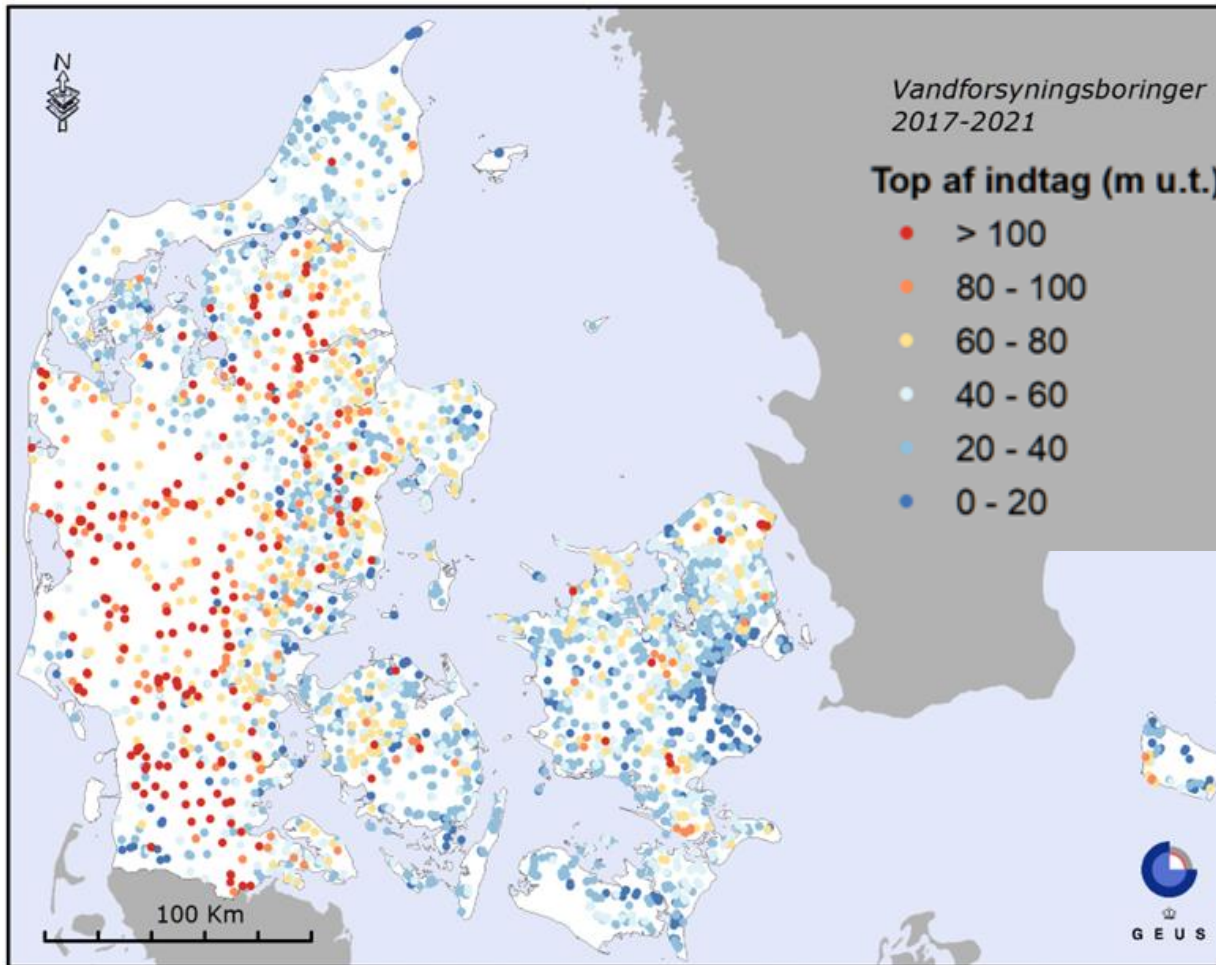 N
Vandforsyningsboringer
2017-2021
Top af indtag (m u.t.)
> 100
80 - 100
60 - 80
40 - 60
20 - 40
0 - 20
100 Km
G E U S